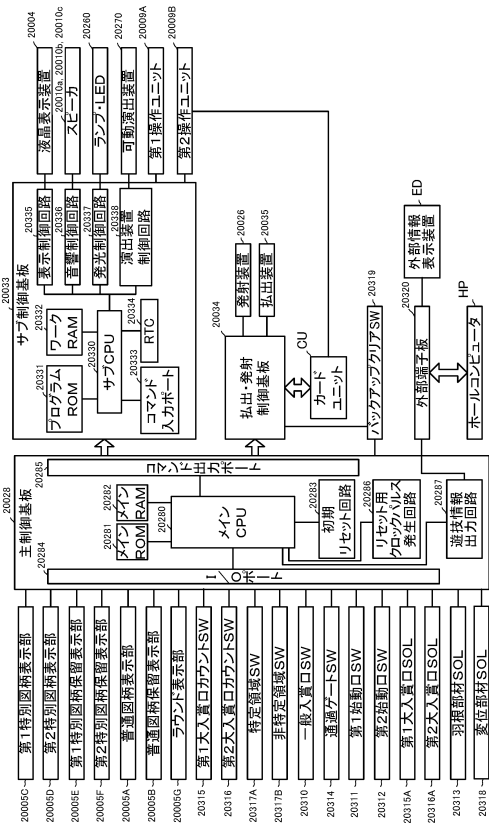 20028
主制御基板
20284
I/Oポート
20285
コマンド出力ポート
20281
メイン
ROM
20282
メイン
RAM
20280
メイン
CPU
20283
初期
リセット回路
20286
リセット用
クロックパルス
発生回路
20287
遊技情報
出力回路
20005C
第1特別図柄表示部
20005D
第2特別図柄表示部
20005E
第1特別図柄保留表示部
20005F
第2特別図柄保留表示部
20005A
普通図柄表示部
20005B
普通図柄保留表示部
20005G
ラウンド表示部
20315
第1大入賞口カウントSW
20316
第2大入賞口カウントSW
20317A
特定領域SW
20317B
非特定領域SW
20310
一般入賞口SW
20314
通過ゲートSW
20311
第1始動口SW
20312
第2始動口SW
20315A
第1大入賞口SOL
20316A
第2大入賞口SOL
20313
羽根部材SOL
20318
変位部材SOL
20033
サブ制御基板
20331
プログラム
ROM
20332
ワーク
RAM
20330
サブCPU
20333
コマンド
入力ポート
20334
RTC
20335
表示制御回路
20336
音響制御回路
20337
発光制御回路
20338
演出装置
制御回路
20004
液晶表示装置
20010a, 20010b, 20010c
スピーカ
20260
ランプ・LED
20270
可動演出装置
20009A
第1操作ユニット
20009B
第2操作ユニット
20034
払出・発射
制御基板
20026
発射装置
20035
払出装置
CU
カード
ユニット
20319
バックアップクリアSW
20320
外部端子板
ED
外部情報
表示装置
HP
ホールコンピュータ